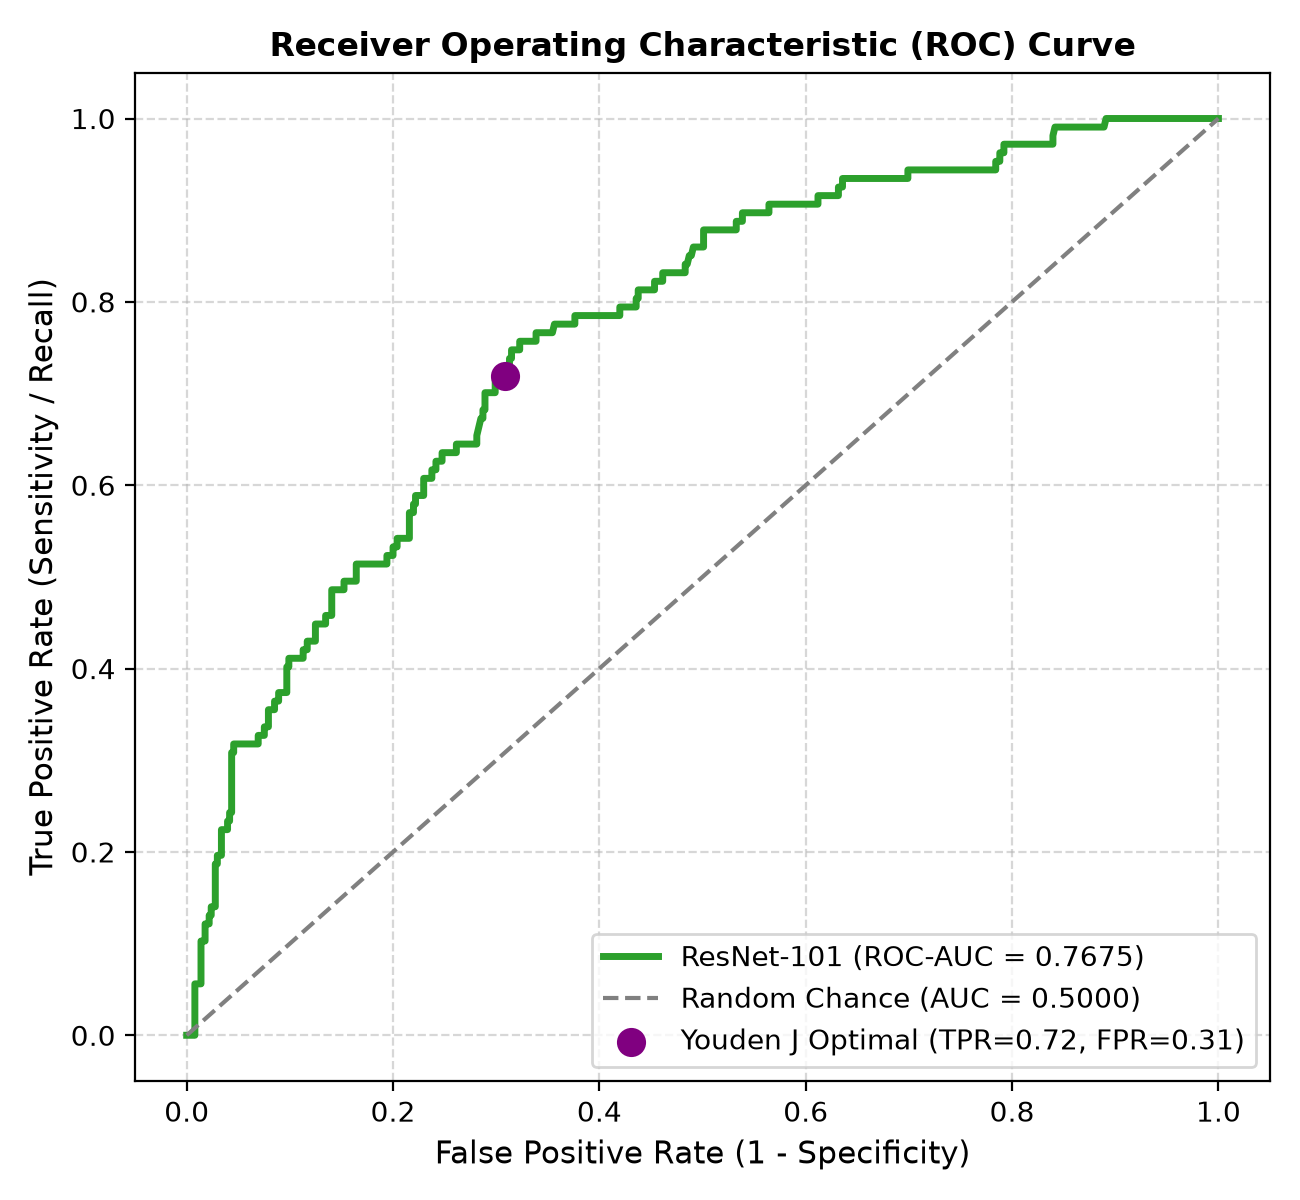 Receiver Operating Characteristic (ROC) Curve
True Positive Rate (Sensitivity / Recall)
1.0
0.8
0.6
0.4
0.2
0.0
ResNet-101 (ROC-AUC = 0.7675)
Random Chance (AUC = 0.5000)
Youden J Optimal (TPR=0.72, FPR=0.31)
0.0 0.2 0.4 0.6 0.8 1.0
False Positive Rate (1 - Specificity)